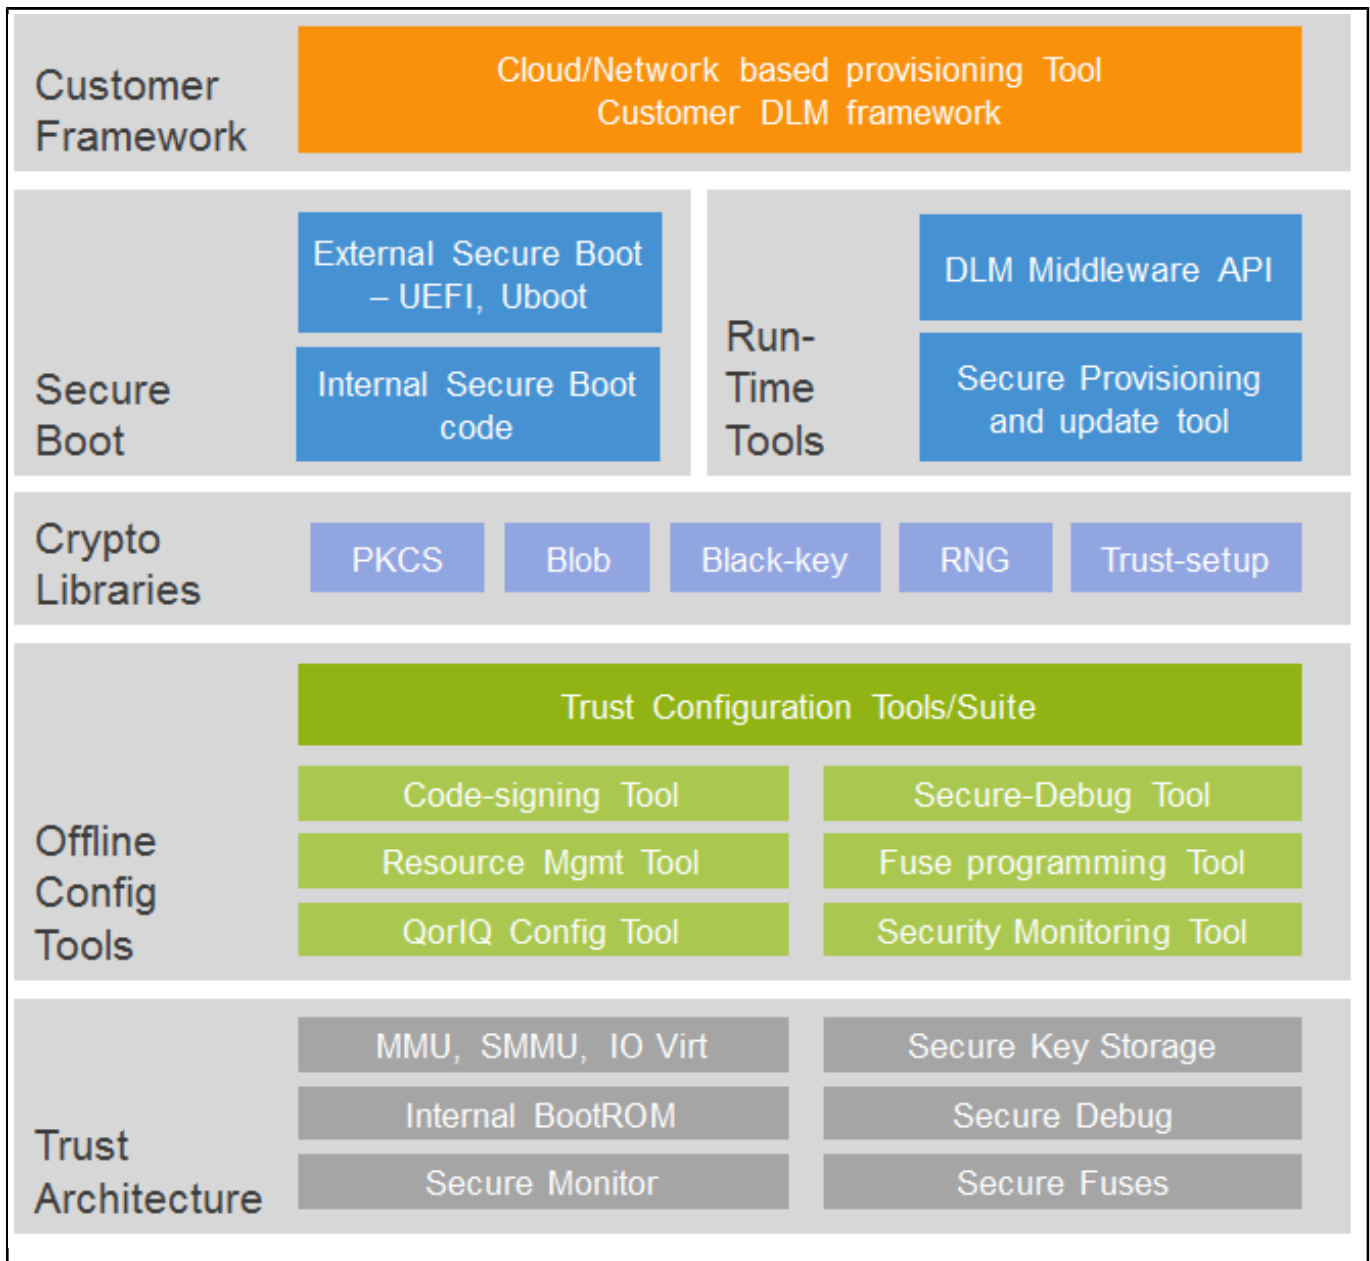 Customer
Framework
Cloud/Network based provisioning Tool
Customer DLM framework
Secure
Boot
External Secure Boot
– UEFI, Uboot
Internal Secure Boot
code
Run-
Time
Tools
DLM Middleware API
Secure Provisioning
and update tool
Crypto
Libraries
PKCS
Blob
Black-key
RNG
Trust-setup
Offline
Config
Tools
Trust Configuration Tools/Suite
Code-signing Tool
Secure-Debug Tool
Resource Mgmt Tool
Fuse programming Tool
QorIQ Config Tool
Security Monitoring Tool
Trust
Architecture
MMU, SMMU, IO Virt
Secure Key Storage
Internal BootROM
Secure Debug
Secure Monitor
Secure Fuses